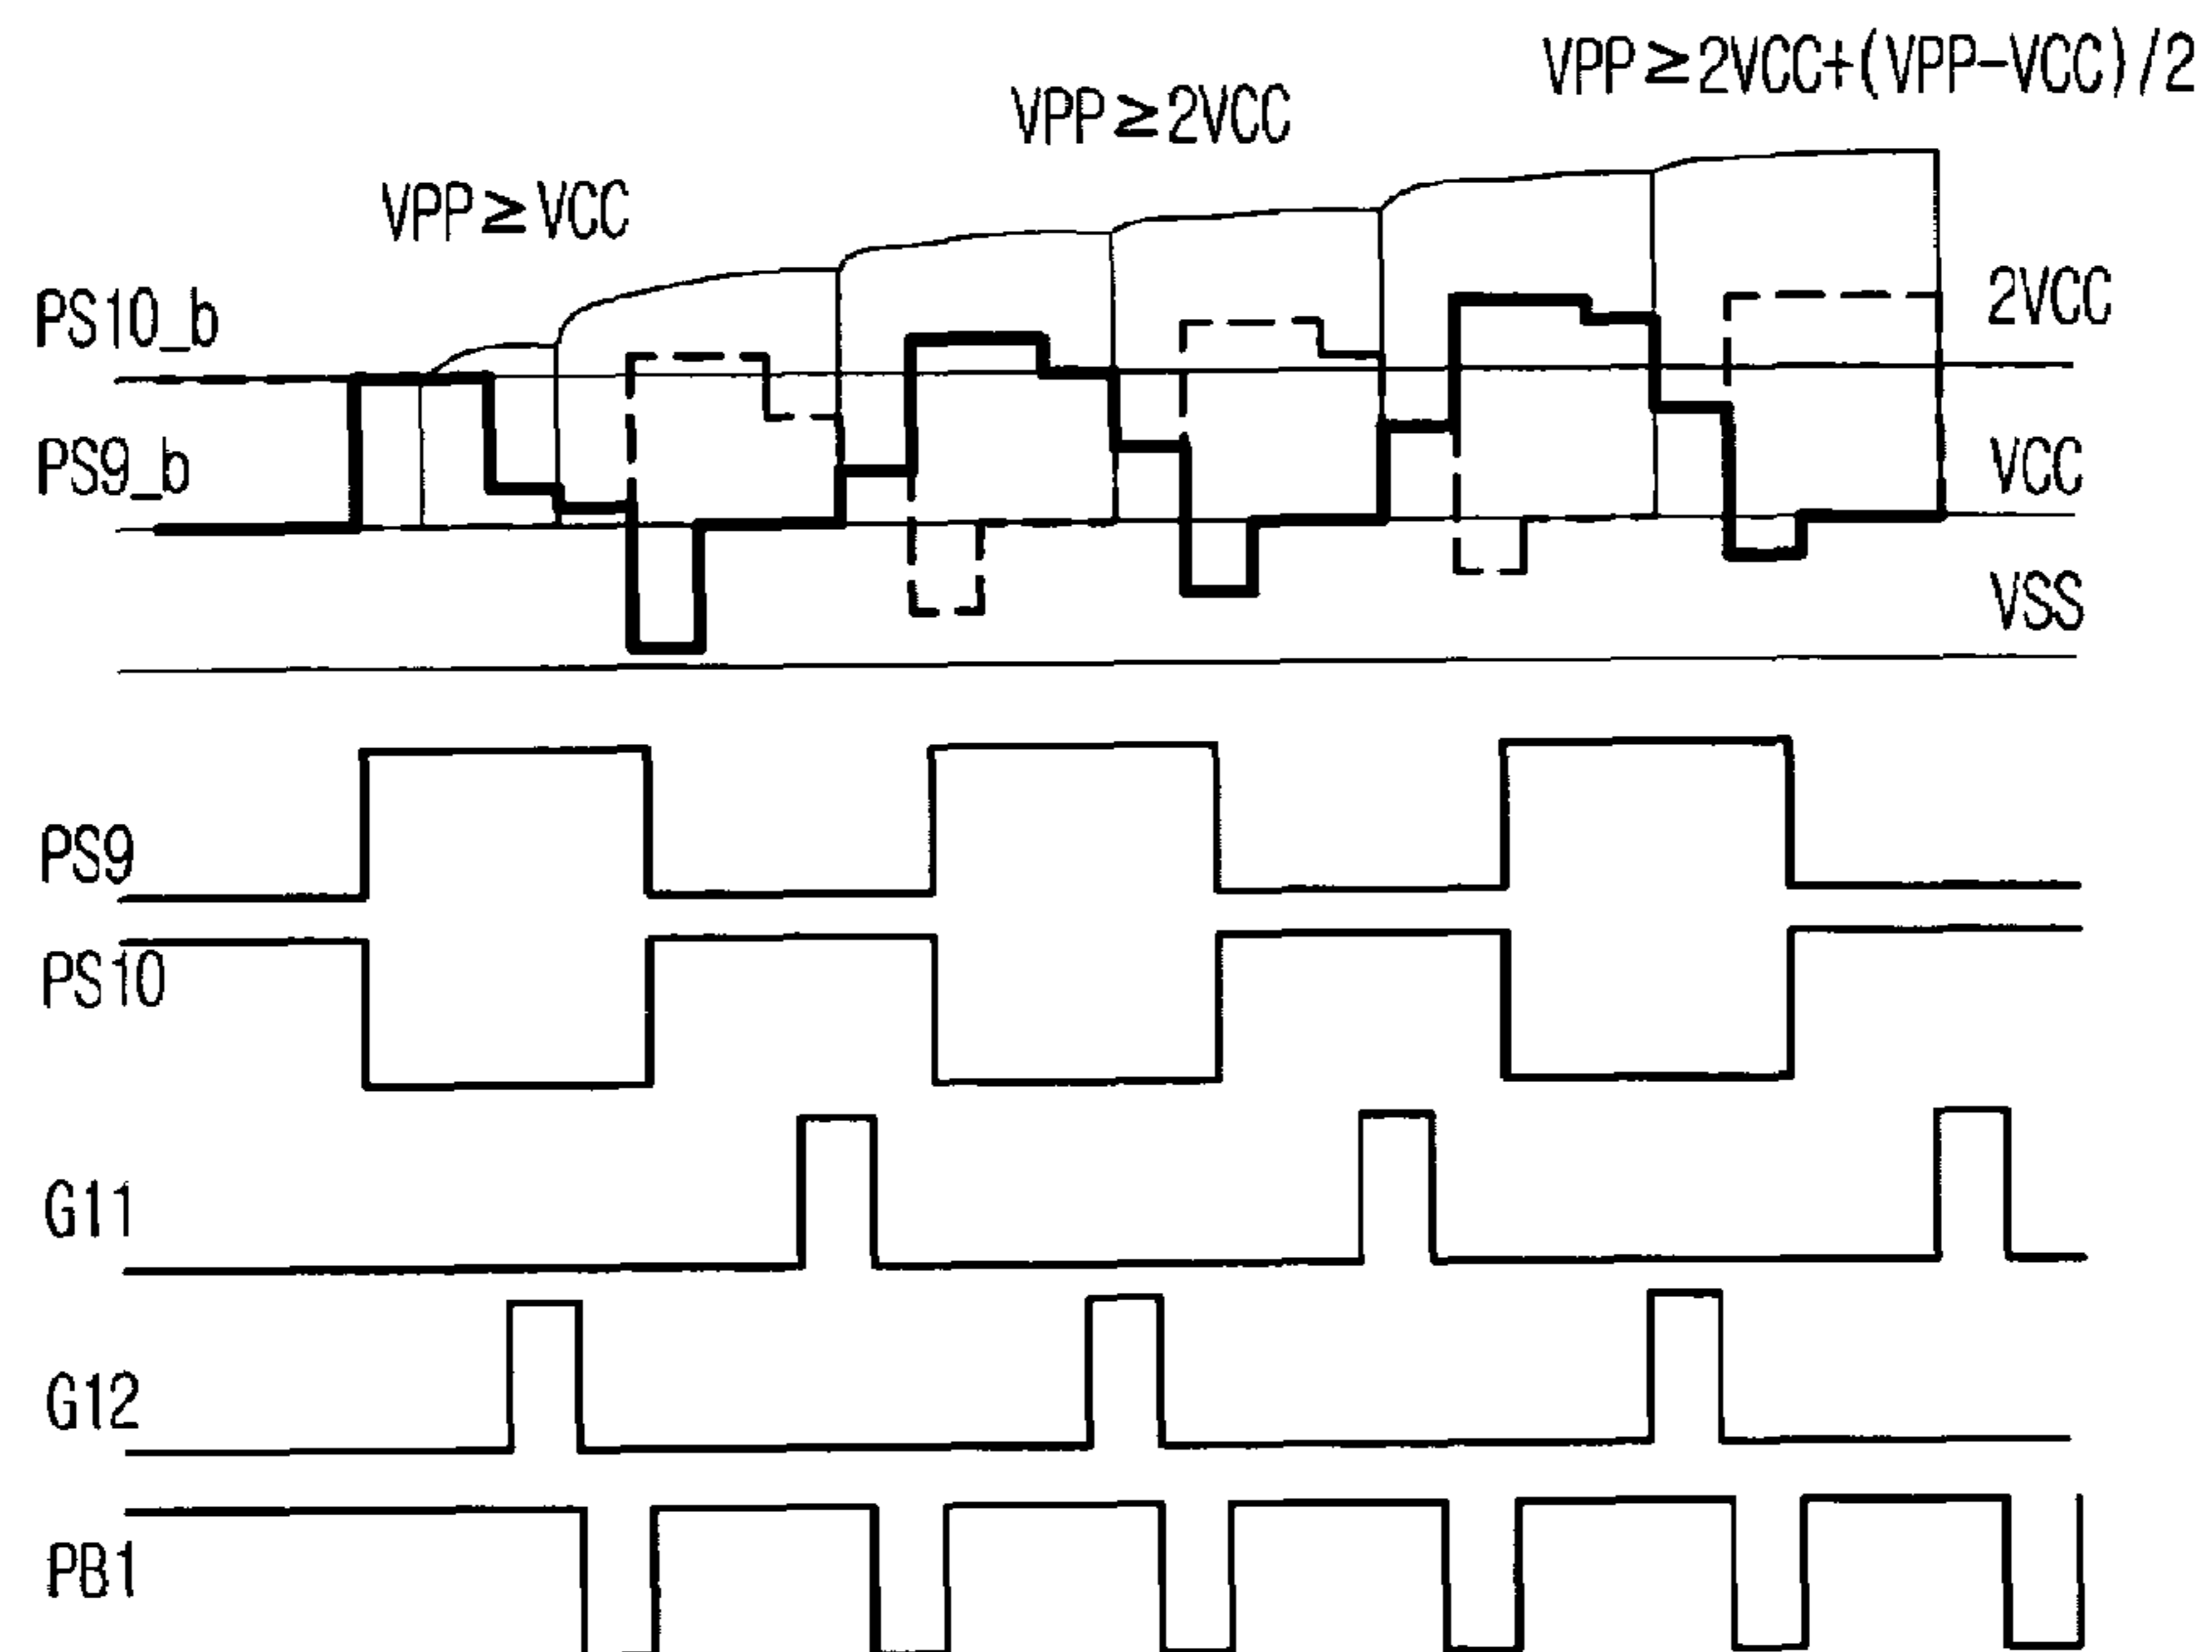 VPP≥2VCC+(VPP-VCC)/2
VPP≥2VCC
VPP≥VCC
PS10_b
2VCC
PS9_b
VCC
VSS
PS9
PS10
G11
G12
PB1